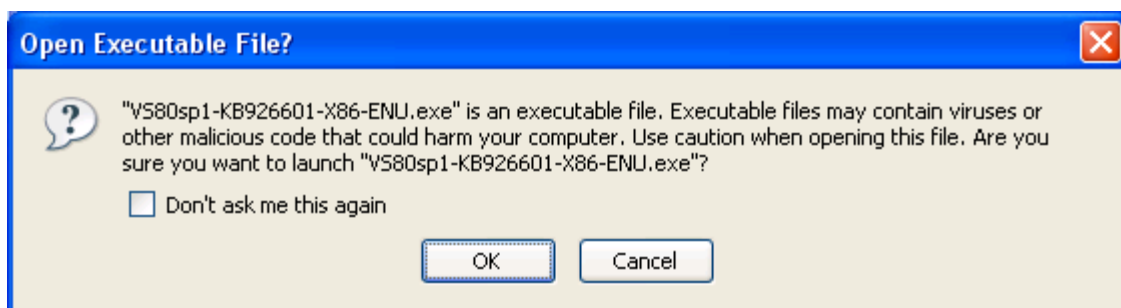 Open Executable File?
"VS80sp1-KB926601-X86-ENU.exe" is an executable file. Executable files may contain viruses or
other malicious code that could harm your computer. Use caution when opening this file. Are you
sure you want to launch "VS80sp1-KB926601-X86-ENU.exe"?
Don't ask me this again
OK Cancel